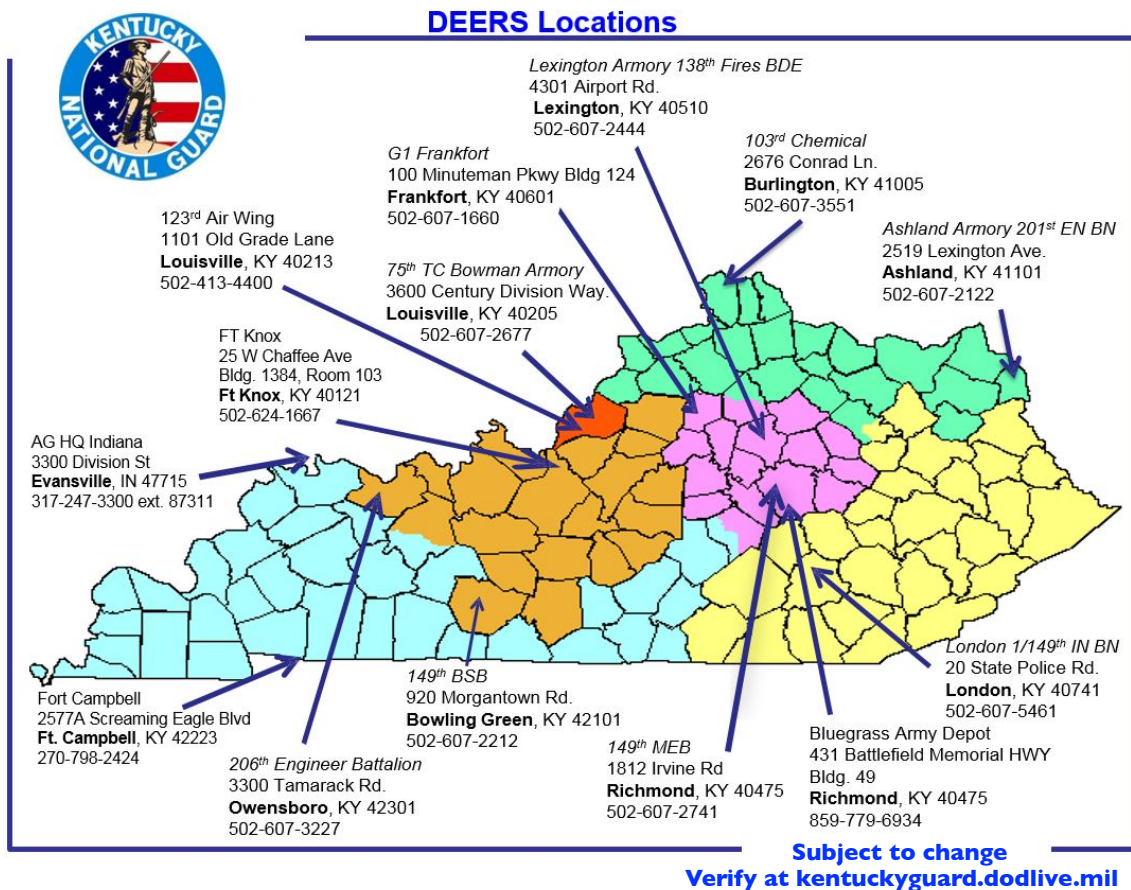 DEERS Locations
KENTUCKY
NATIONAL GUARD
Lexington Armory 138th Fires BDE
4301 Airport Rd.
Lexington, KY 40510
502-607-2444
103rd Chemical
2676 Conrad Ln.
Burlington, KY 41005
502-607-3551
G1 Frankfort
100 Minuteman Pkwy Bldg 124
Frankfort, KY 40601
502-607-1660
123rd Air Wing
1101 Old Grade Lane
Louisville, KY 40213
502-413-4400
Ashland Armory 201st EN BN
2519 Lexington Ave.
Ashland, KY 41101
502-607-2122
75th TC Bowman Armory
3600 Century Division Way.
Louisville, KY 40205
502-607-2677
FT Knox
25 W Chaffee Ave
Bldg. 1384, Room 103
Ft Knox, KY 40121
502-624-1667
AG HQ Indiana
3300 Division St
Evansville, IN 47715
317-247-3300 ext. 87311
Fort Campbell
2577A Screaming Eagle Blvd
Ft. Campbell, KY 42223
270-798-2424
206th Engineer Battalion
3300 Tamarack Rd.
Owensboro, KY 42301
502-607-3227
149th BSB
920 Morgantown Rd.
Bowling Green, KY 42101
502-607-2212
149th MEB
1812 Irvine Rd
Richmond, KY 40475
502-607-2741
London 1/149th IN BN
20 State Police Rd.
London, KY 40741
502-607-5461
Bluegrass Army Depot
431 Battlefield Memorial HWY
Bldg. 49
Richmond, KY 40475
859-779-6934
Subject to change
Verify at kentuckyguard.dodlive.mil